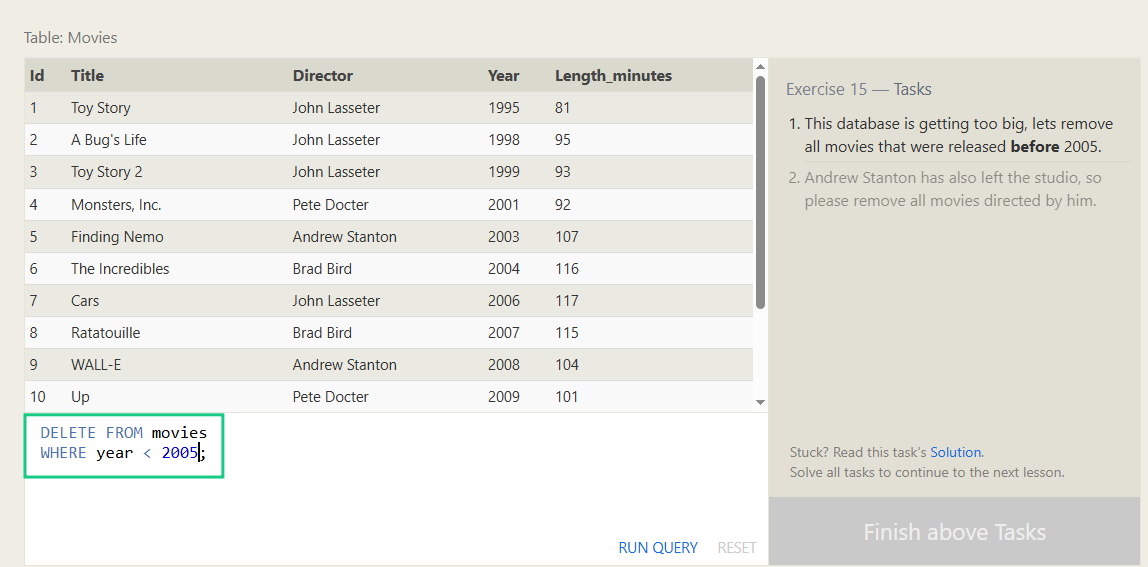 Table: Movies
Id Title Director Year Length_minutes
1 Toy Story John Lasseter 1995 81
2 A Bug's Life John Lasseter 1998 95
3 Toy Story 2 John Lasseter 1999 93
4 Monsters, Inc. Pete Docter 2001 92
5 Finding Nemo Andrew Stanton 2003 107
6 The Incredibles Brad Bird 2004 116
7 Cars John Lasseter 2006 117
8 Ratatouille Brad Bird 2007 115
9 WALL-E Andrew Stanton 2008 104
10 Up Pete Docter 2009 101
DELETE FROM movies
WHERE year < 2005;
RUN QUERY RESET
Exercise 15 — Tasks
1. This database is getting too big, lets remove
all movies that were released before 2005.
2. Andrew Stanton has also left the studio, so
please remove all movies directed by him.
Stuck? Read this task's Solution.
Solve all tasks to continue to the next lesson.
Finish above Tasks